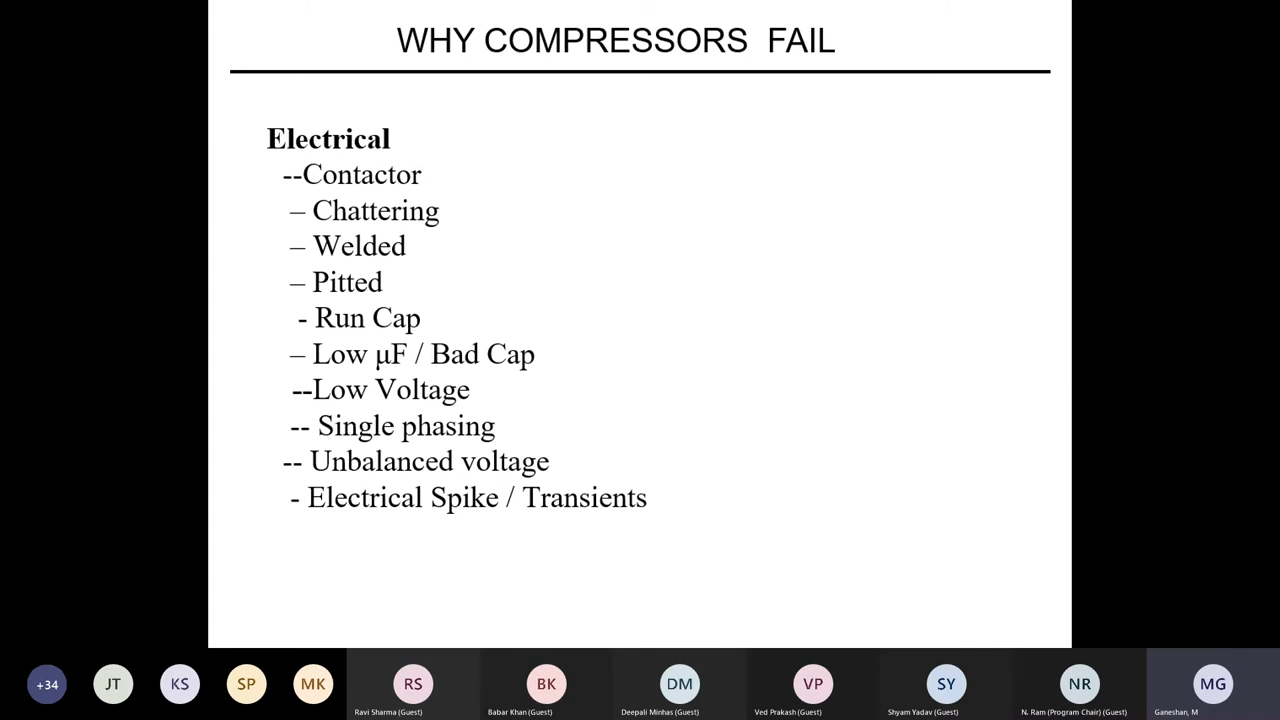 WHY COMPRESSORS FAIL
Electrical
--Contactor
– Chattering
– Welded
– Pitted
- Run Cap
– Low μF / Bad Cap
--Low Voltage
-- Single phasing
-- Unbalanced voltage
- Electrical Spike / Transients
+34
JT
KS
SP
MK
RS
BK
DM
VP
SY
NR
MG
Ravi Sharma (Guest)
Babar Khan (Guest)
Deepali Minhas (Guest)
Ved Prakash (Guest)
Shyam Yadav (Guest)
N. Ram (Program Chair) (Guest)
Ganeshan, M